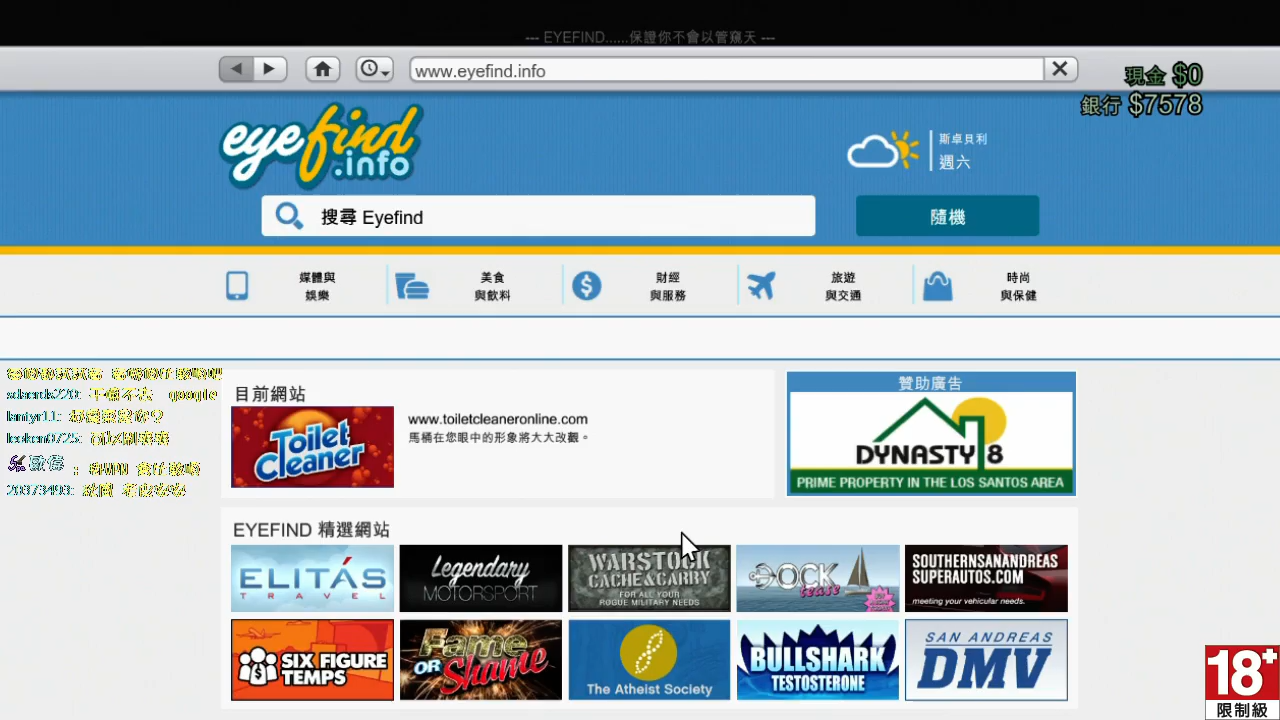 --- EYEFIND......保證你不會以管窺天 ---
www.eyefind.info
現金 $0
銀行 $7578
eyefind
.info
斯卓貝利
週六
搜尋 Eyefind
隨機
媒體與
娛樂
美食
與飲料
財經
與服務
旅遊
與交通
時尚
與保健
目前網站
Toilet
Cleaner
www.toiletcleaneronline.com
馬桶在您眼中的形象將大大改觀。
贊助廣告
DYNASTY 8
PRIME PROPERTY IN THE LOS SANTOS AREA
EYEFIND 精選網站
ELITÁS
TRAVEL
Legendary
MOTORSPORT
WARSTOCK
CACHE&CARRY
FOR ALL YOUR
ROGUE MILITARY NEEDS
DOCK
tease
SOUTHERNSANANDREAS
SUPERAUTOS.COM
meeting your vehicular needs.
SIX FIGURE
TEMPS
Fame
OR Shame
The Atheist Society
BULLSHARK
TESTOSTERONE
SAN ANDREAS
DMV
18+
限制級